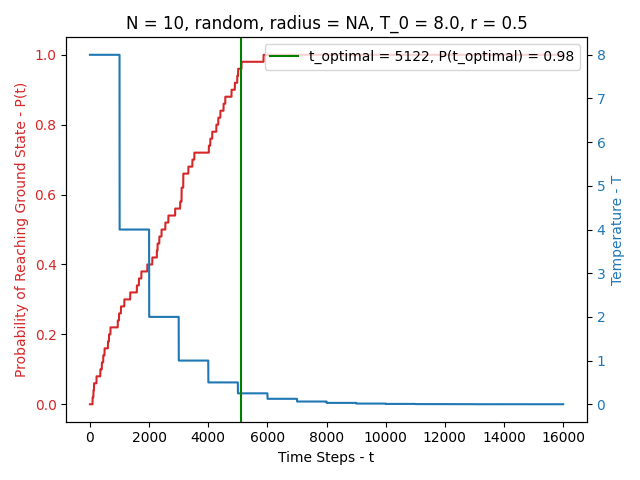 N = 10, random, radius = NA, T_0 = 8.0, r = 0.5
t_optimal = 5122, P(t_optimal) = 0.98
Probability of Reaching Ground State - P(t)
1.0
0.8
0.6
0.4
0.2
0.0
8
7
6
5
4
3
2
1
0
Temperature - T
0 2000 4000 6000 8000 10000 12000 14000 16000
Time Steps - t